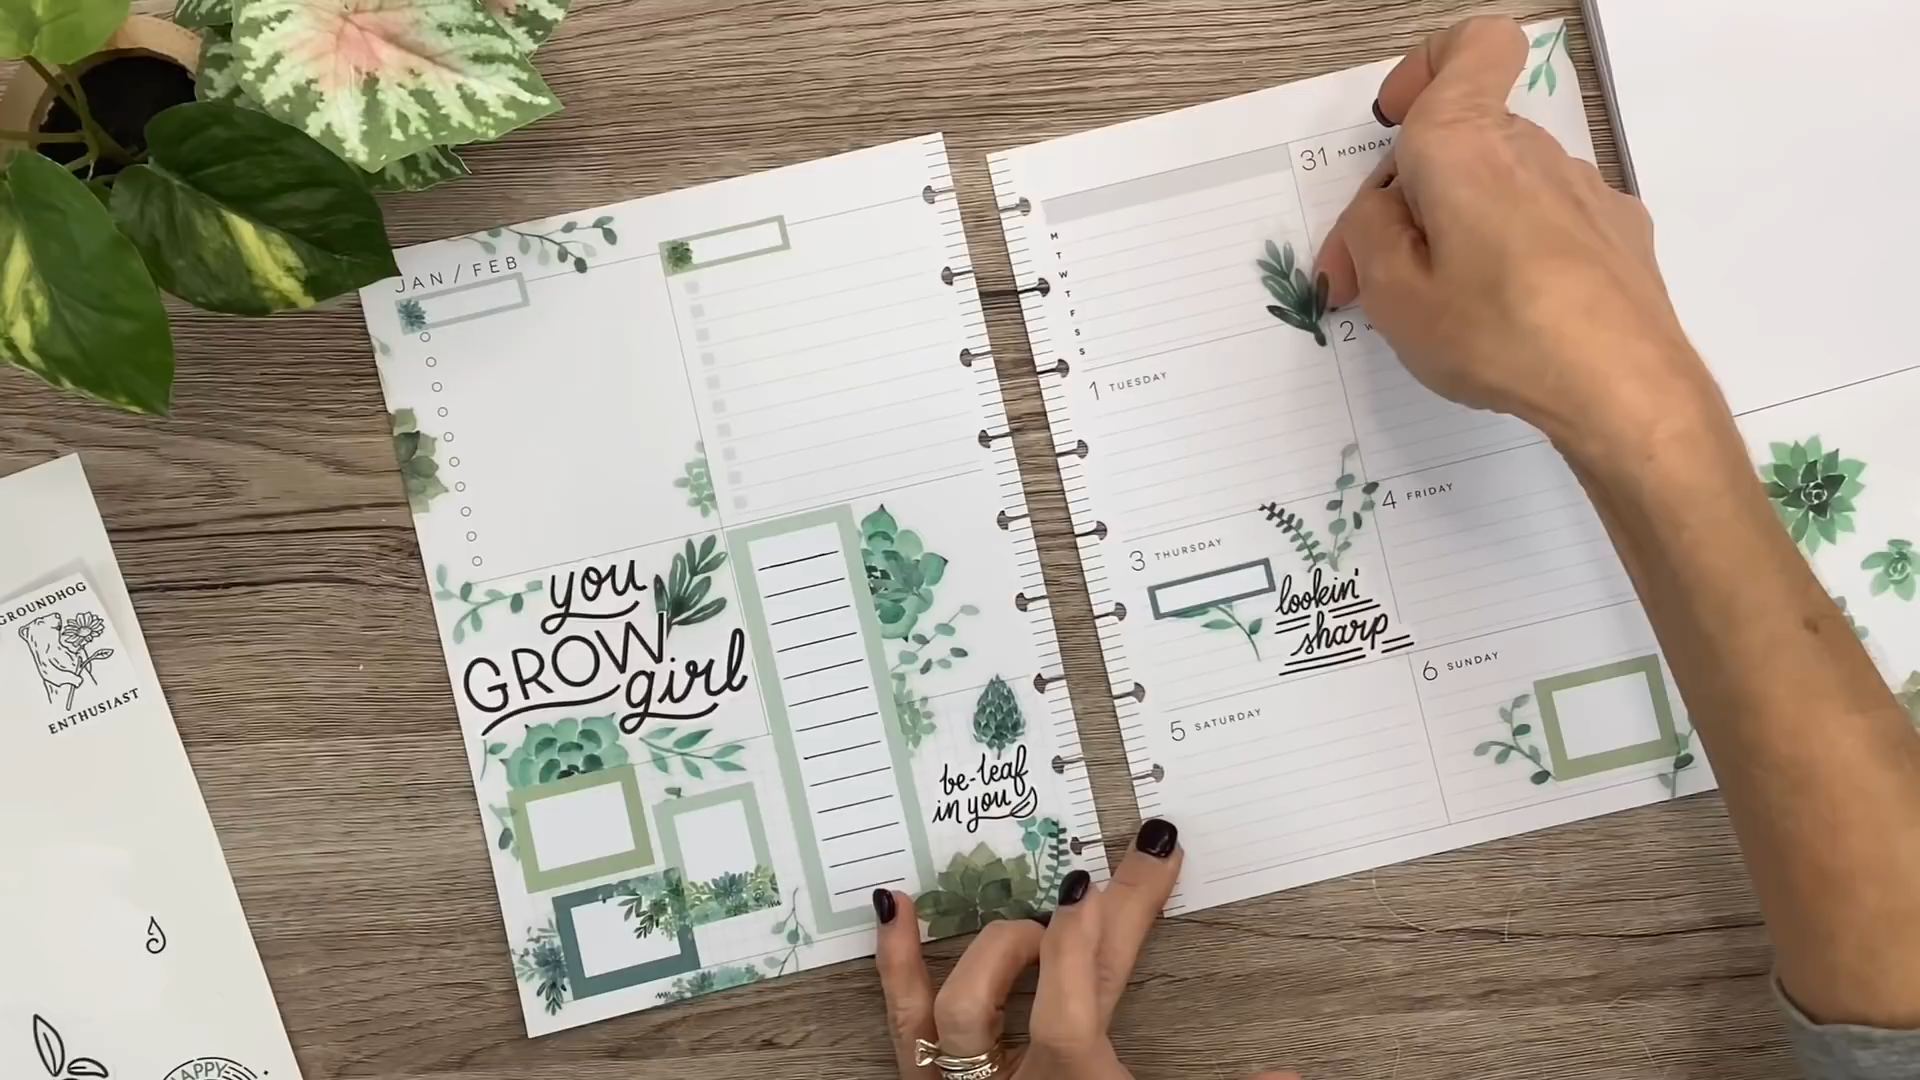 JAN / FEB
you
GROW
girl
be-leaf
in you
31 MONDAY
M
T
W
T
F
S
S
1 TUESDAY
2 W
3 THURSDAY
lookin'
sharp
4 FRIDAY
5 SATURDAY
6 SUNDAY
GROUNDHOG
ENTHUSIAST
HAPPY